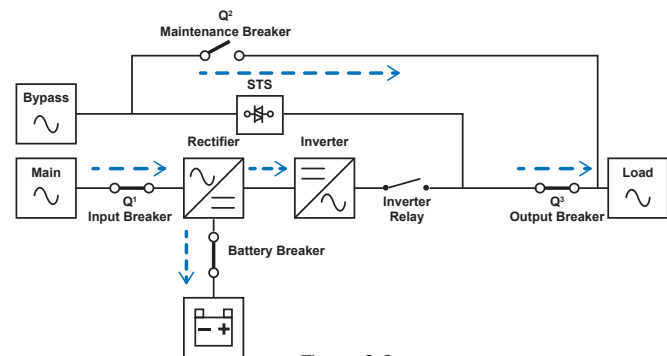 Q²
Maintenance Breaker
STS
Bypass
Rectifier
Inverter
Main
Load
Q¹
Input Breaker
Inverter
Relay
Q³
Output Breaker
Battery Breaker